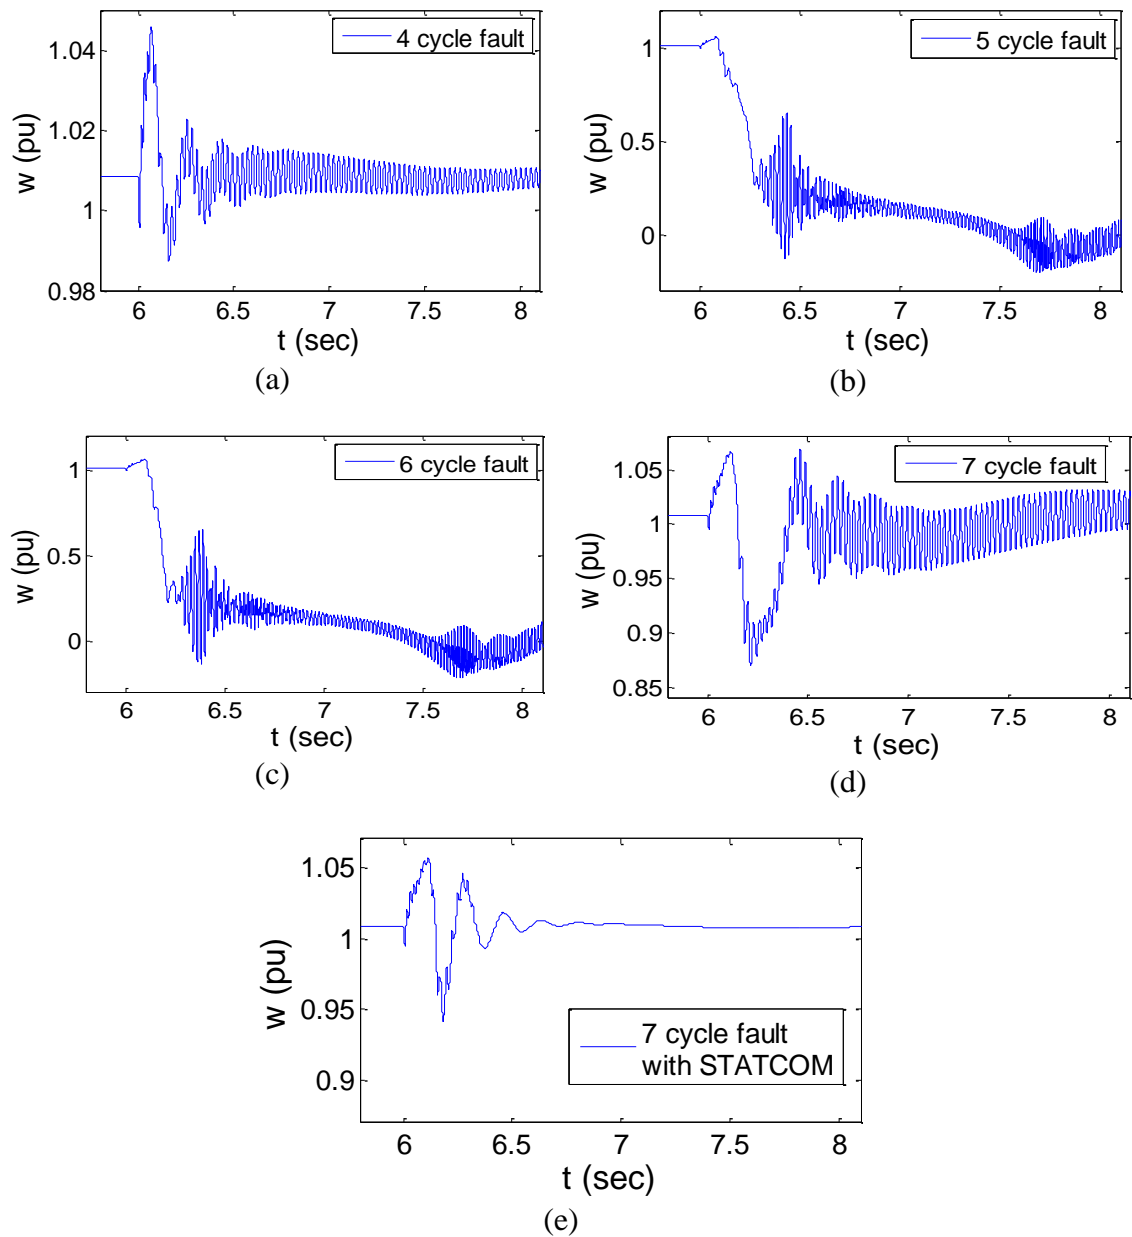 1.04
1.02
1
0.98
w (pu)
4 cycle fault
6
6.5
7
7.5
8
t (sec)
(a)
1
0.5
0
w (pu)
5 cycle fault
6
6.5
7
7.5
8
t (sec)
(b)
1
0.5
0
w (pu)
6 cycle fault
6
6.5
7
7.5
8
t (sec)
(c)
1.05
1
0.95
0.9
0.85
w (pu)
7 cycle fault
6
6.5
7
7.5
8
t (sec)
(d)
1.05
1
0.95
0.9
w (pu)
7 cycle fault
with STATCOM
6
6.5
7
7.5
8
t (sec)
(e)